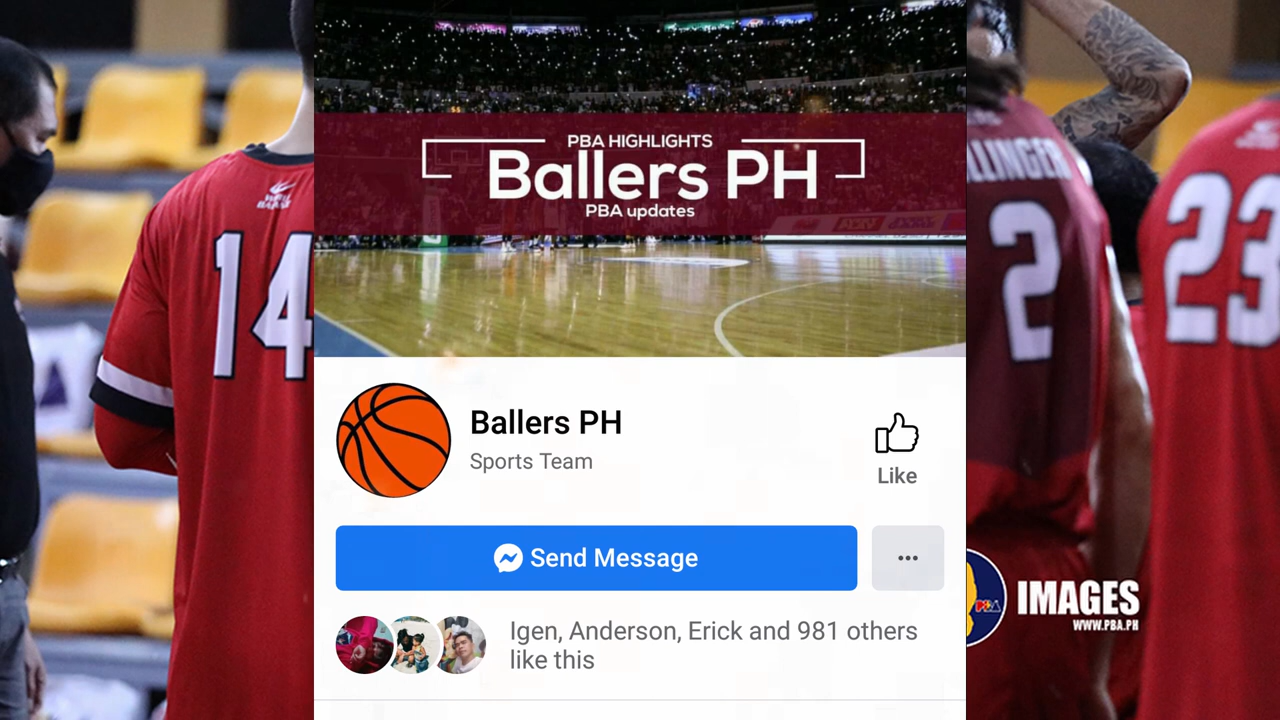 PBA HIGHLIGHTS
Ballers PH
PBA updates
14
LLINGER
2
23
Ballers PH
Sports Team
Like
Send Message
Igen, Anderson, Erick and 981 others
like this
PBA
IMAGES
WWW.PBA.PH